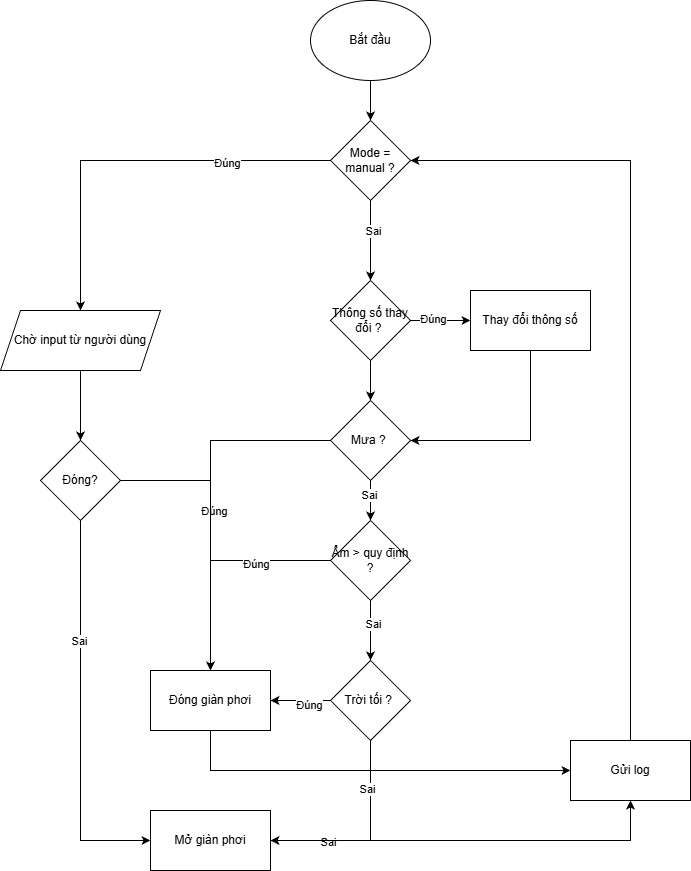 Bắt đầu
Mode =
manual ?
Đúng
Sai
Thông số thay
đổi ?
Đúng
Thay đổi thông số
Chờ input từ người dùng
Mưa ?
Đóng?
Sai
Đúng
Ẩm > quy định
?
Đúng
Sai
Sai
Trời tối ?
Đúng
Đóng giàn phơi
Gửi log
Sai
Mở giàn phơi
Sai